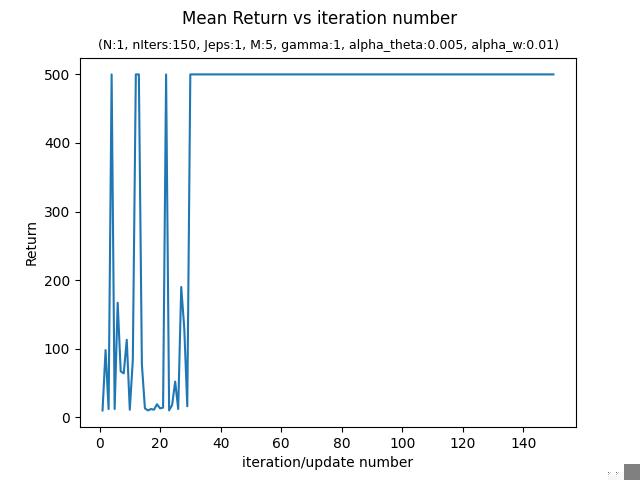 Mean Return vs iteration number
(N:1, nIters:150, Jeps:1, M:5, gamma:1, alpha_theta:0.005, alpha_w:0.01)
500
400
300
200
100
0
Return
0 20 40 60 80 100 120 140
iteration/update number